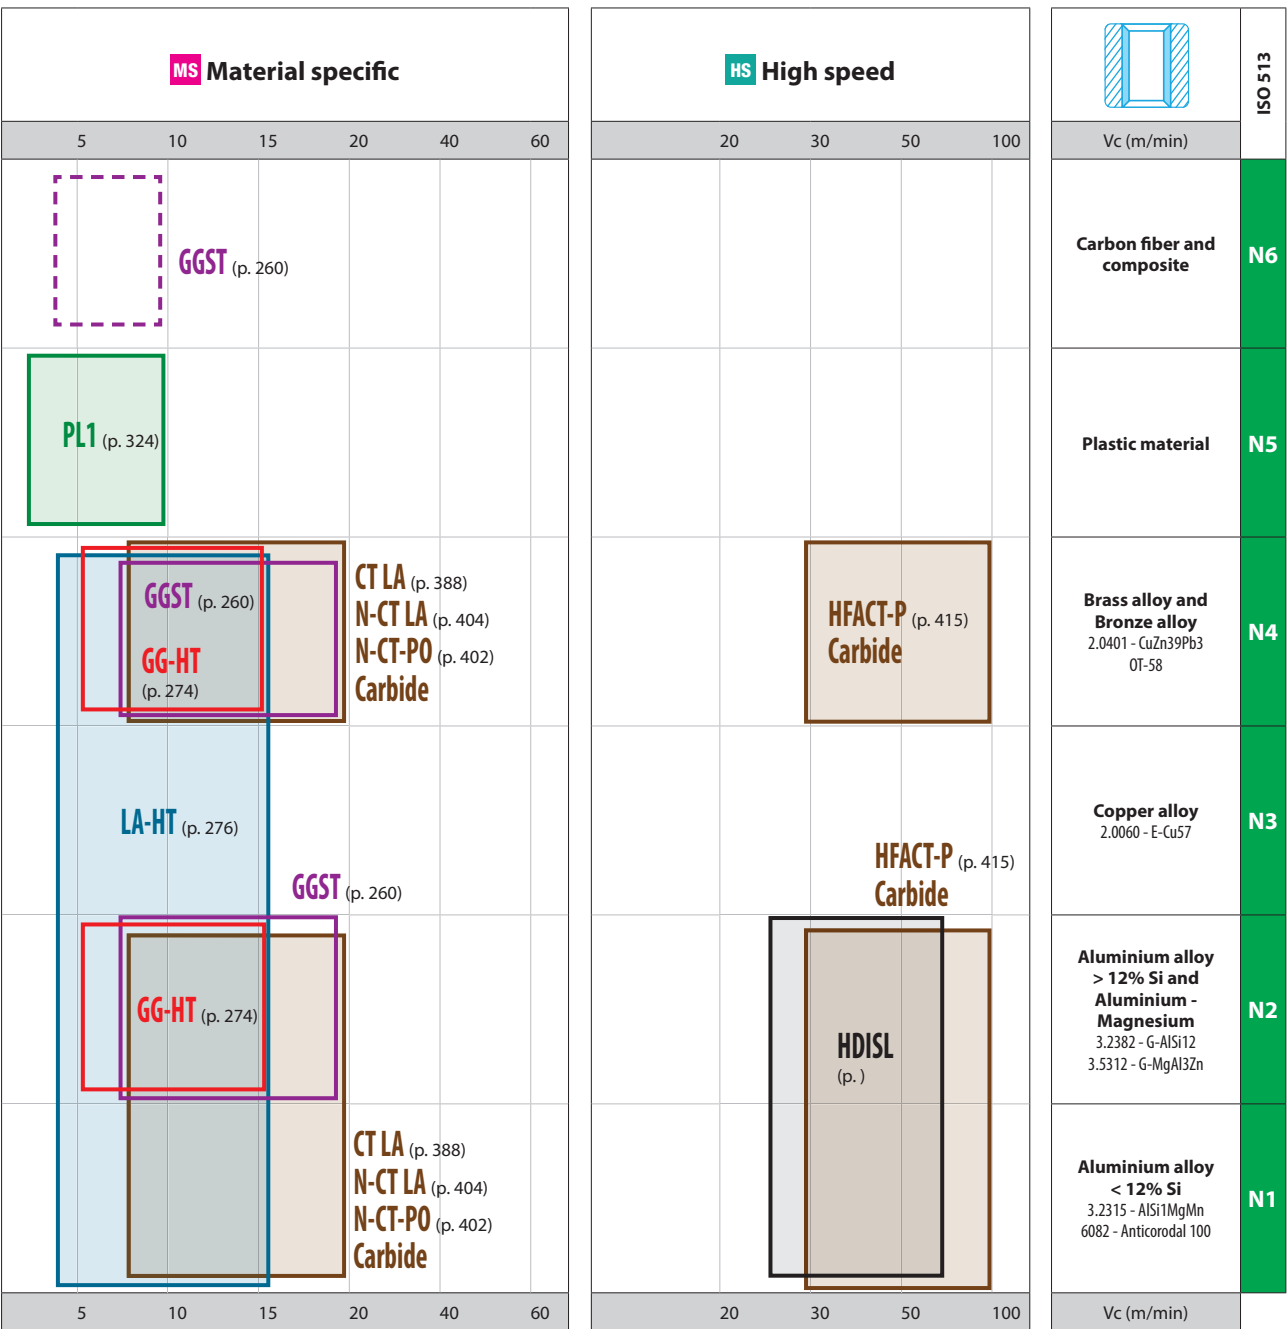 MS Material specific
HS High speed
ISO 513
5 10 15 20 40 60
20 30 50 100
Vc (m/min)
GGST (p. 260)
Carbon fiber and
composite
N6
PL1 (p. 324)
Plastic material
N5
GGST (p. 260)
GG-HT
(p. 274)
CT LA (p. 388)
N-CT LA (p. 404)
N-CT-PO (p. 402)
Carbide
HFACT-P (p. 415)
Carbide
Brass alloy and
Bronze alloy
2.0401 - CuZn39Pb3
OT-58
N4
LA-HT (p. 276)
GGST (p. 260)
HFACT-P (p. 415)
Carbide
Copper alloy
2.0060 - E-Cu57
N3
GG-HT (p. 274)
HDISL
(p. )
Aluminium alloy
> 12% Si and
Aluminium -
Magnesium
3.2382 - G-AlSi12
3.5312 - G-MgAl3Zn
N2
CT LA (p. 388)
N-CT LA (p. 404)
N-CT-PO (p. 402)
Carbide
Aluminium alloy
< 12% Si
3.2315 - AlSi1MgMn
6082 - Anticorodal 100
N1
5 10 15 20 40 60
20 30 50 100
Vc (m/min)